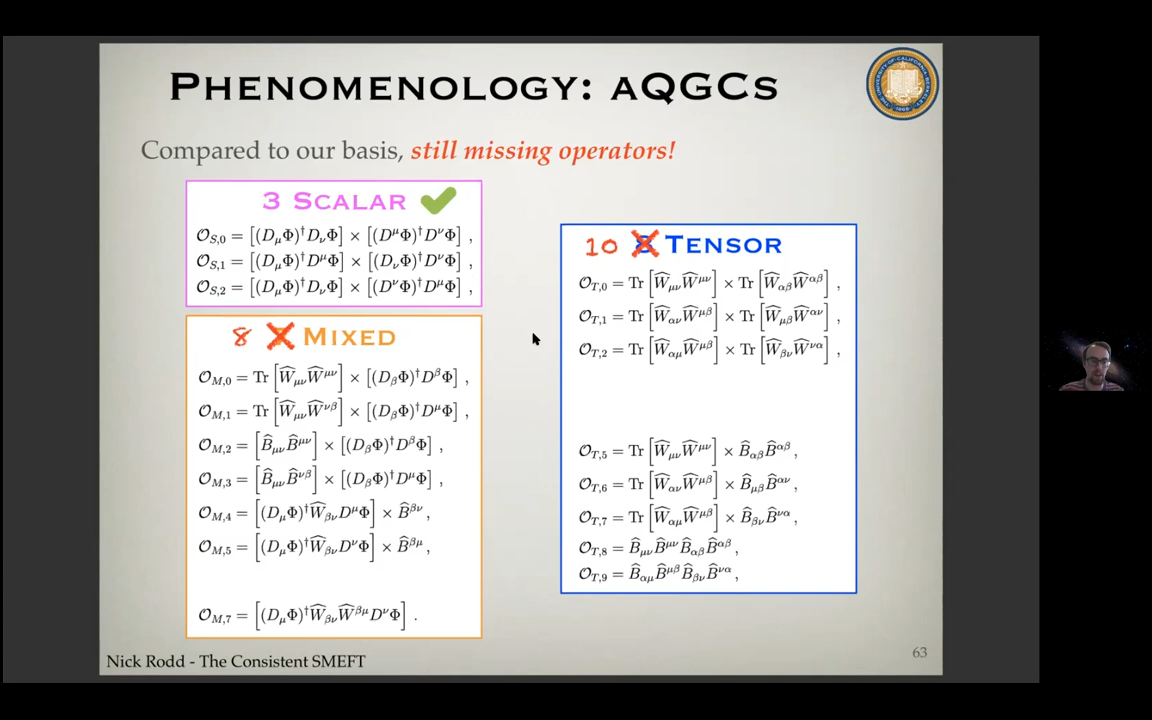 PHENOMENOLOGY: AQGCS
Compared to our basis, still missing operators!
3 SCALAR
𝒪_{S,0} = [(D_μΦ)†D_νΦ] × [(D^μΦ)†D^νΦ] ,
𝒪_{S,1} = [(D_μΦ)†D^μΦ] × [(D_νΦ)†D^νΦ] ,
𝒪_{S,2} = [(D_μΦ)†D_νΦ] × [(D^νΦ)†D^μΦ] ,
8 MIXED
𝒪_{M,0} = Tr [Ŵ_{μν}Ŵ^{μν}] × [(D_βΦ)†D^βΦ] ,
𝒪_{M,1} = Tr [Ŵ_{μν}Ŵ^{νβ}] × [(D_βΦ)†D^μΦ] ,
𝒪_{M,2} = [B̂_{μν}B̂^{μν}] × [(D_βΦ)†D^βΦ] ,
𝒪_{M,3} = [B̂_{μν}B̂^{νβ}] × [(D_βΦ)†D^μΦ] ,
𝒪_{M,4} = [(D_μΦ)†Ŵ_{βν}D^μΦ] × B̂^{βν} ,
𝒪_{M,5} = [(D_μΦ)†Ŵ_{βν}D^νΦ] × B̂^{βμ} ,
𝒪_{M,7} = [(D_μΦ)†Ŵ_{βν}Ŵ^{βμ}D^νΦ] .
10 8 TENSOR
𝒪_{T,0} = Tr [Ŵ_{μν}Ŵ^{μν}] × Tr [Ŵ_{αβ}Ŵ^{αβ}] ,
𝒪_{T,1} = Tr [Ŵ_{αν}Ŵ^{μβ}] × Tr [Ŵ_{μβ}Ŵ^{αν}] ,
𝒪_{T,2} = Tr [Ŵ_{αμ}Ŵ^{μβ}] × Tr [Ŵ_{βν}Ŵ^{να}] ,
𝒪_{T,5} = Tr [Ŵ_{μν}Ŵ^{μν}] × B̂_{αβ}B̂^{αβ} ,
𝒪_{T,6} = Tr [Ŵ_{αν}Ŵ^{μβ}] × B̂_{μβ}B̂^{αν} ,
𝒪_{T,7} = Tr [Ŵ_{αμ}Ŵ^{μβ}] × B̂_{βν}B̂^{να} ,
𝒪_{T,8} = B̂_{μν}B̂^{μν}B̂_{αβ}B̂^{αβ} ,
𝒪_{T,9} = B̂_{αμ}B̂^{μβ}B̂_{βν}B̂^{να} ,
Nick Rodd - The Consistent SMEFT
63